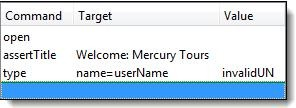 Command Target Value
open
assertTitle Welcome: Mercury Tours
type name=userName invalidUN